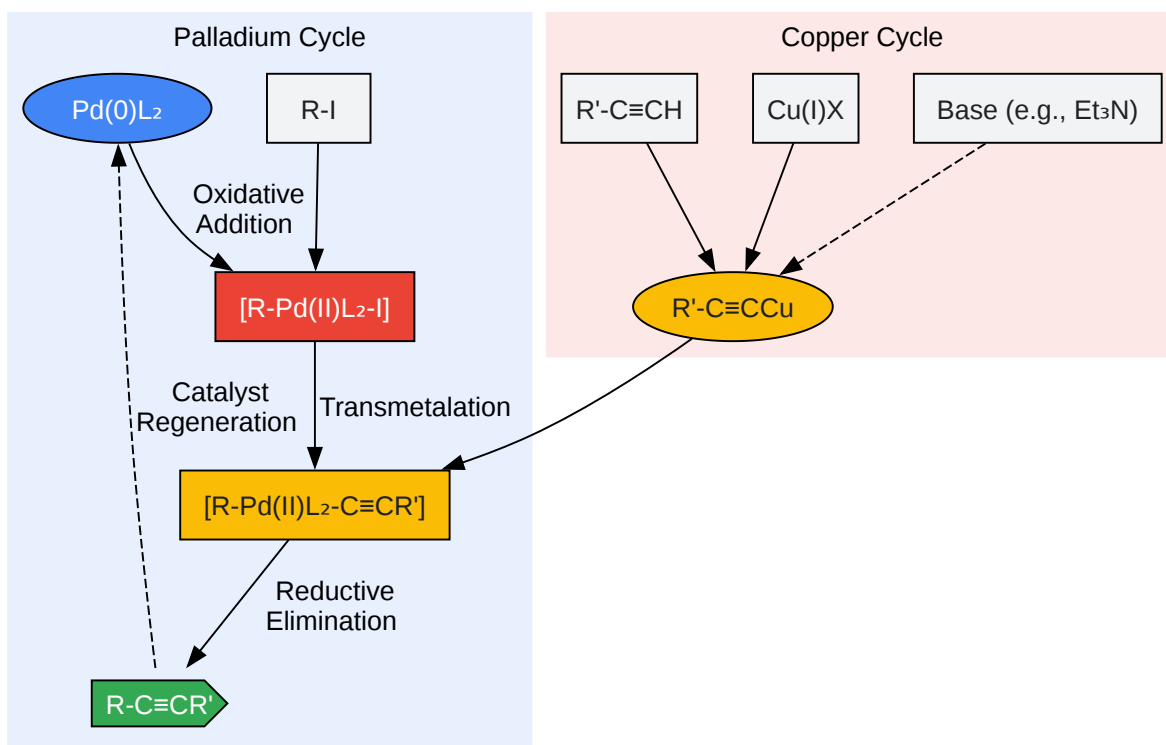 Palladium Cycle
Copper Cycle
Pd(0)L₂
R-I
R'-C≡CH
Cu(I)X
Base (e.g., Et₃N)
Oxidative
Addition
[R-Pd(II)L₂-I]
R'-C≡CCu
Catalyst
Regeneration
Transmetalation
[R-Pd(II)L₂-C≡CR']
Reductive
Elimination
R-C≡CR'